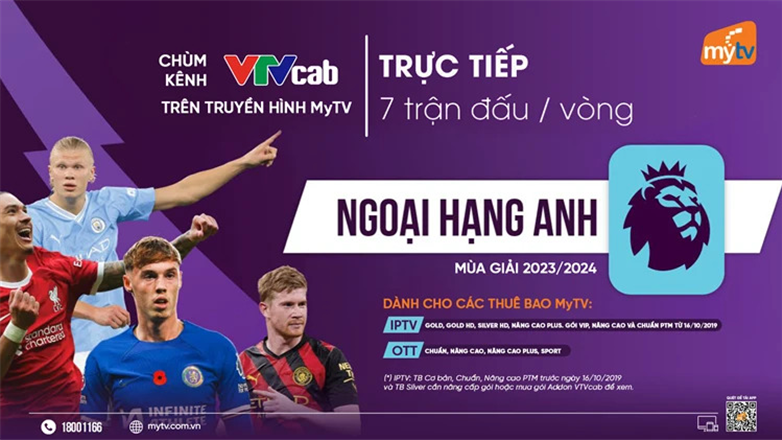 CHÙM
KÊNH
VTVcab
TRÊN TRUYỀN HÌNH MyTV
TRỰC TIẾP
7 trận đấu / vòng
mytv
NGOẠI HẠNG ANH
MÙA GIẢI 2023/2024
DÀNH CHO CÁC THUÊ BAO MyTV:
IPTV GOLD, GOLD HD, SILVER HD, NÂNG CAO PLUS, GÓI VIP, NÂNG CAO VÀ CHUẨN PTM TỪ 16/10/2019
OTT CHUẨN, NÂNG CAO, NÂNG CAO PLUS, SPORT
(*) IPTV: TB Cơ bản, Chuẩn, Nâng cao PTM trước ngày 16/10/2019
và TB Silver cần nâng cấp gói hoặc mua gói Addon VTVcab để xem.
standard
chartered
INFINITE
ATHLETE
18001166
mytv.com.vn
QUÉT ĐỂ TẢI APP